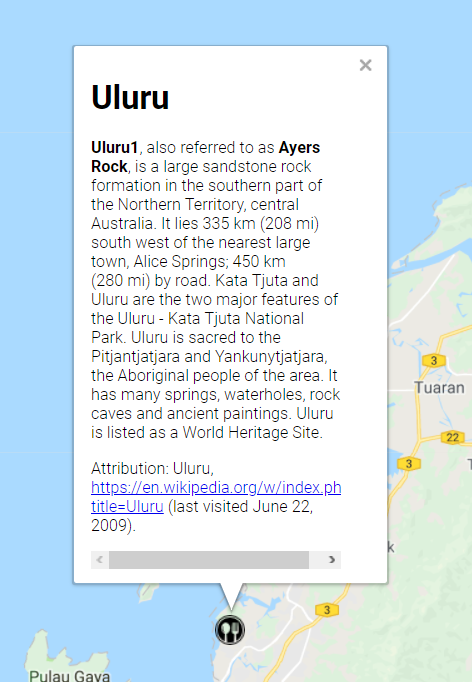 Uluru
Uluru1, also referred to as Ayers
Rock, is a large sandstone rock
formation in the southern part of
the Northern Territory, central
Australia. It lies 335 km (208 mi)
south west of the nearest large
town, Alice Springs; 450 km
(280 mi) by road. Kata Tjuta and
Uluru are the two major features of
the Uluru - Kata Tjuta National
Park. Uluru is sacred to the
Pitjantjatjara and Yankunytjatjara,
the Aboriginal people of the area. It
has many springs, waterholes, rock
caves and ancient paintings. Uluru
is listed as a World Heritage Site.
Attribution: Uluru,
https://en.wikipedia.org/w/index.ph
title=Uluru (last visited June 22,
2009).
3
Tuaran
22
3
k
3
Pulau Gaya